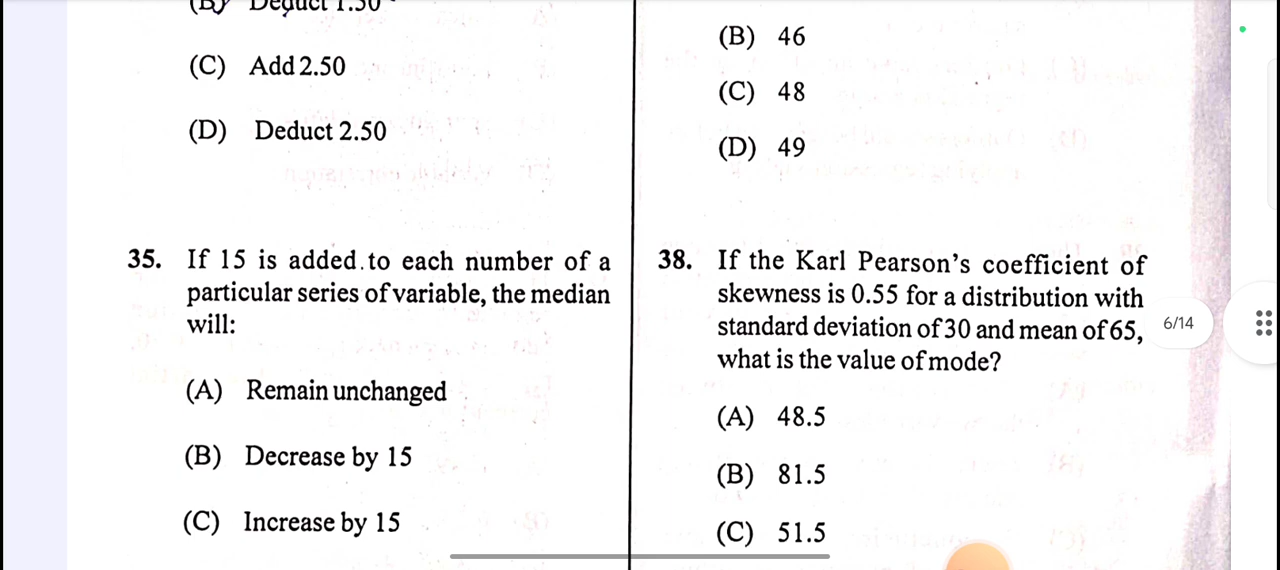 (B) Deduct 1.50
(C) Add 2.50
(D) Deduct 2.50
35. If 15 is added to each number of a
particular series of variable, the median
will:
(A) Remain unchanged
(B) Decrease by 15
(C) Increase by 15
(B) 46
(C) 48
(D) 49
38. If the Karl Pearson's coefficient of
skewness is 0.55 for a distribution with
standard deviation of 30 and mean of 65,
what is the value of mode?
(A) 48.5
(B) 81.5
(C) 51.5
6/14